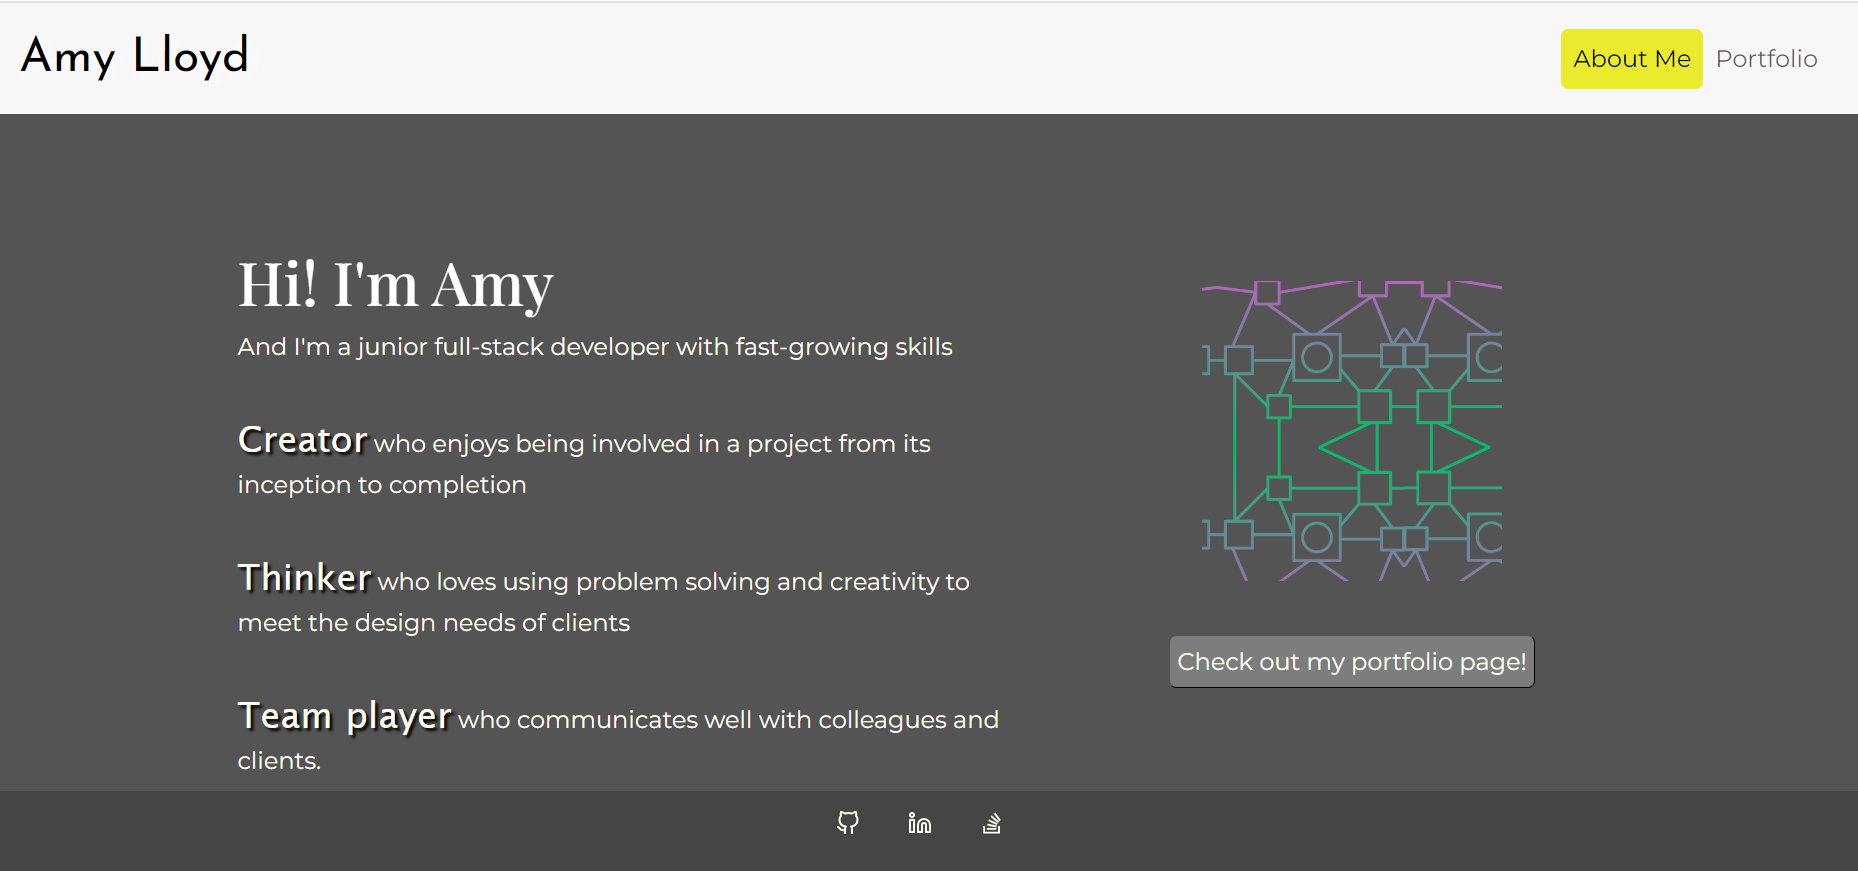 Amy Lloyd
About Me
Portfolio
Hi! I'm Amy
And I'm a junior full-stack developer with fast-growing skills
Creator who enjoys being involved in a project from its
inception to completion
Thinker who loves using problem solving and creativity to
meet the design needs of clients
Team player who communicates well with colleagues and
clients.
Check out my portfolio page!